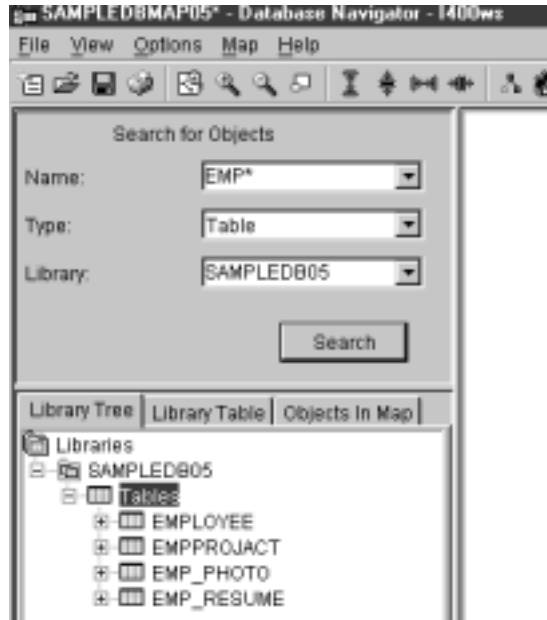 SAMPLEDBMAP05* - Database Navigator - I400ws
File View Options Map Help
Search for Objects
Name: EMP*
Type: Table
Library: SAMPLEDB05
Search
Library Tree Library Table Objects In Map
Libraries
SAMPLEDB05
Tables
EMPLOYEE
EMPPROJACT
EMP_PHOTO
EMP_RESUME